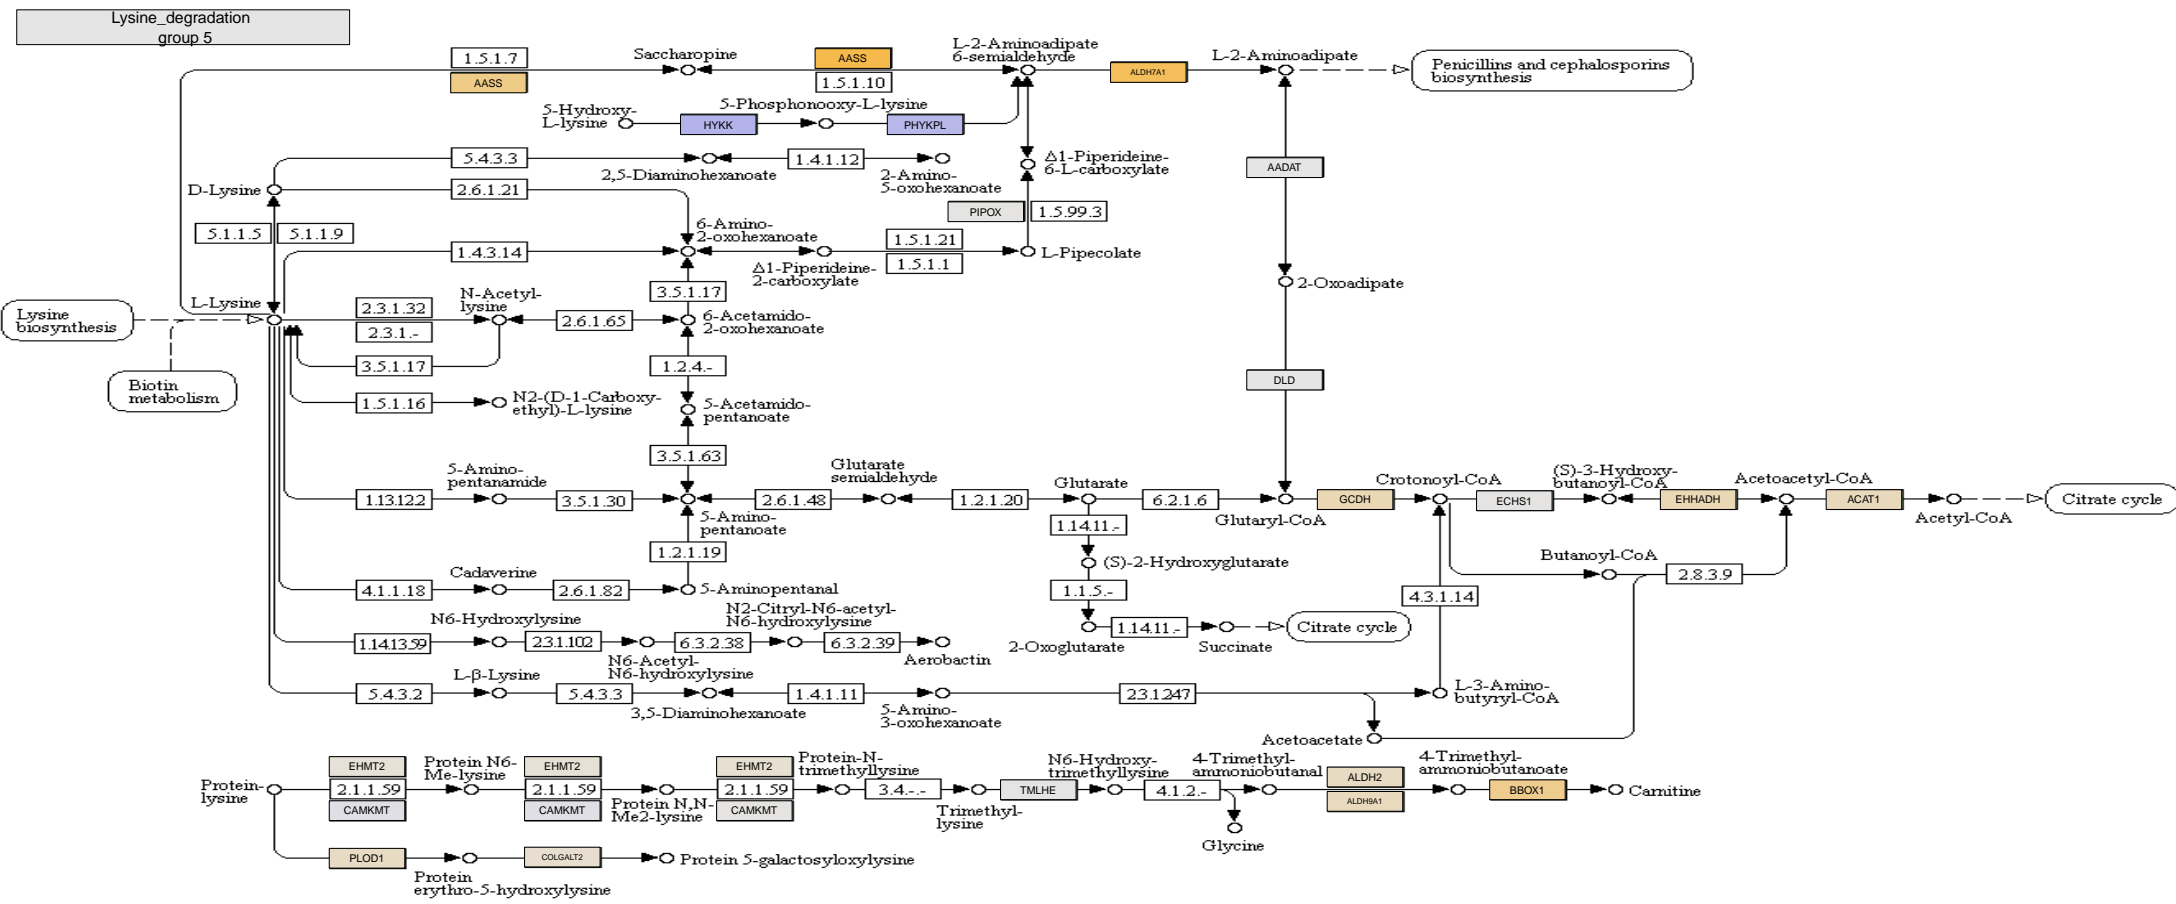 Lysine_degradation
group 5
1.5.1.7
AASS
Saccharopine
AASS
1.5.1.10
L-2-Aminoadipate
6-semialdehyde
ALDH7A1
L-2-Aminoadipate
Penicillins and cephalosporins
biosynthesis
5-Hydroxy-
L-lysine
HYKK
5-Phosphonooxy-L-lysine
PHYKPL
5.4.3.3
2,5-Diaminohexanoate
1.4.1.12
2-Amino-
5-oxohexanoate
Δ1-Piperideine-
6-L-carboxylate
AADAT
D-Lysine
2.6.1.21
PIPOX
1.5.99.3
5.1.1.5
5.1.1.9
6-Amino-
2-oxohexanoate
1.4.3.14
Δ1-Piperideine-
2-carboxylate
1.5.1.21
1.5.1.1
L-Pipecolate
2-Oxoadipate
3.5.1.17
L-Lysine
Lysine
biosynthesis
2.3.1.32
2.3.1.-
N-Acetyl-
lysine
2.6.1.65
6-Acetamido-
2-oxohexanoate
3.5.1.17
1.2.4.-
Biotin
metabolism
1.5.1.16
N2-(D-1-Carboxy-
ethyl)-L-lysine
5-Acetamido-
pentanoate
DLD
3.5.1.63
1.13.12.2
5-Amino-
pentanamide
3.5.1.30
5-Amino-
pentanoate
2.6.1.48
Glutarate
semialdehyde
1.2.1.20
Glutarate
6.2.1.6
Glutaryl-CoA
GCDH
Crotonoyl-CoA
ECHS1
(S)-3-Hydroxy-
butanoyl-CoA
EHHADH
Acetoacetyl-CoA
ACAT1
Acetyl-CoA
Citrate cycle
1.14.11.-
1.2.1.19
(S)-2-Hydroxyglutarate
Butanoyl-CoA
2.8.3.9
4.1.1.18
Cadaverine
2.6.1.82
5-Aminopentanal
1.1.5.-
4.3.1.14
1.14.13.59
N6-Hydroxylysine
2.3.1.102
N6-Acetyl-
N6-hydroxylysine
6.3.2.38
N2-Citryl-N6-acetyl-
N6-hydroxylysine
6.3.2.39
Aerobactin
2-Oxoglutarate
1.14.11.-
Succinate
Citrate cycle
5.4.3.2
L-β-Lysine
5.4.3.3
3,5-Diaminohexanoate
1.4.1.11
5-Amino-
3-oxohexanoate
2.3.1.247
L-3-Amino-
butyryl-CoA
Acetoacetate
Protein-
lysine
EHMT2
2.1.1.59
CAMKMT
Protein N6-
Me-lysine
EHMT2
2.1.1.59
CAMKMT
Protein N,N-
Me2-lysine
EHMT2
2.1.1.59
CAMKMT
Protein-N-
trimethyllysine
3.4.-.-
Trimethyl-
lysine
TMLHE
N6-Hydroxy-
trimethyllysine
4.1.2.-
Glycine
4-Trimethyl-
ammoniobutanal
ALDH2
ALDH9A1
4-Trimethyl-
ammoniobutanoate
BBOX1
Carnitine
PLOD1
Protein
erythro-5-hydroxylysine
COLGALT2
Protein 5-galactosyloxylysine